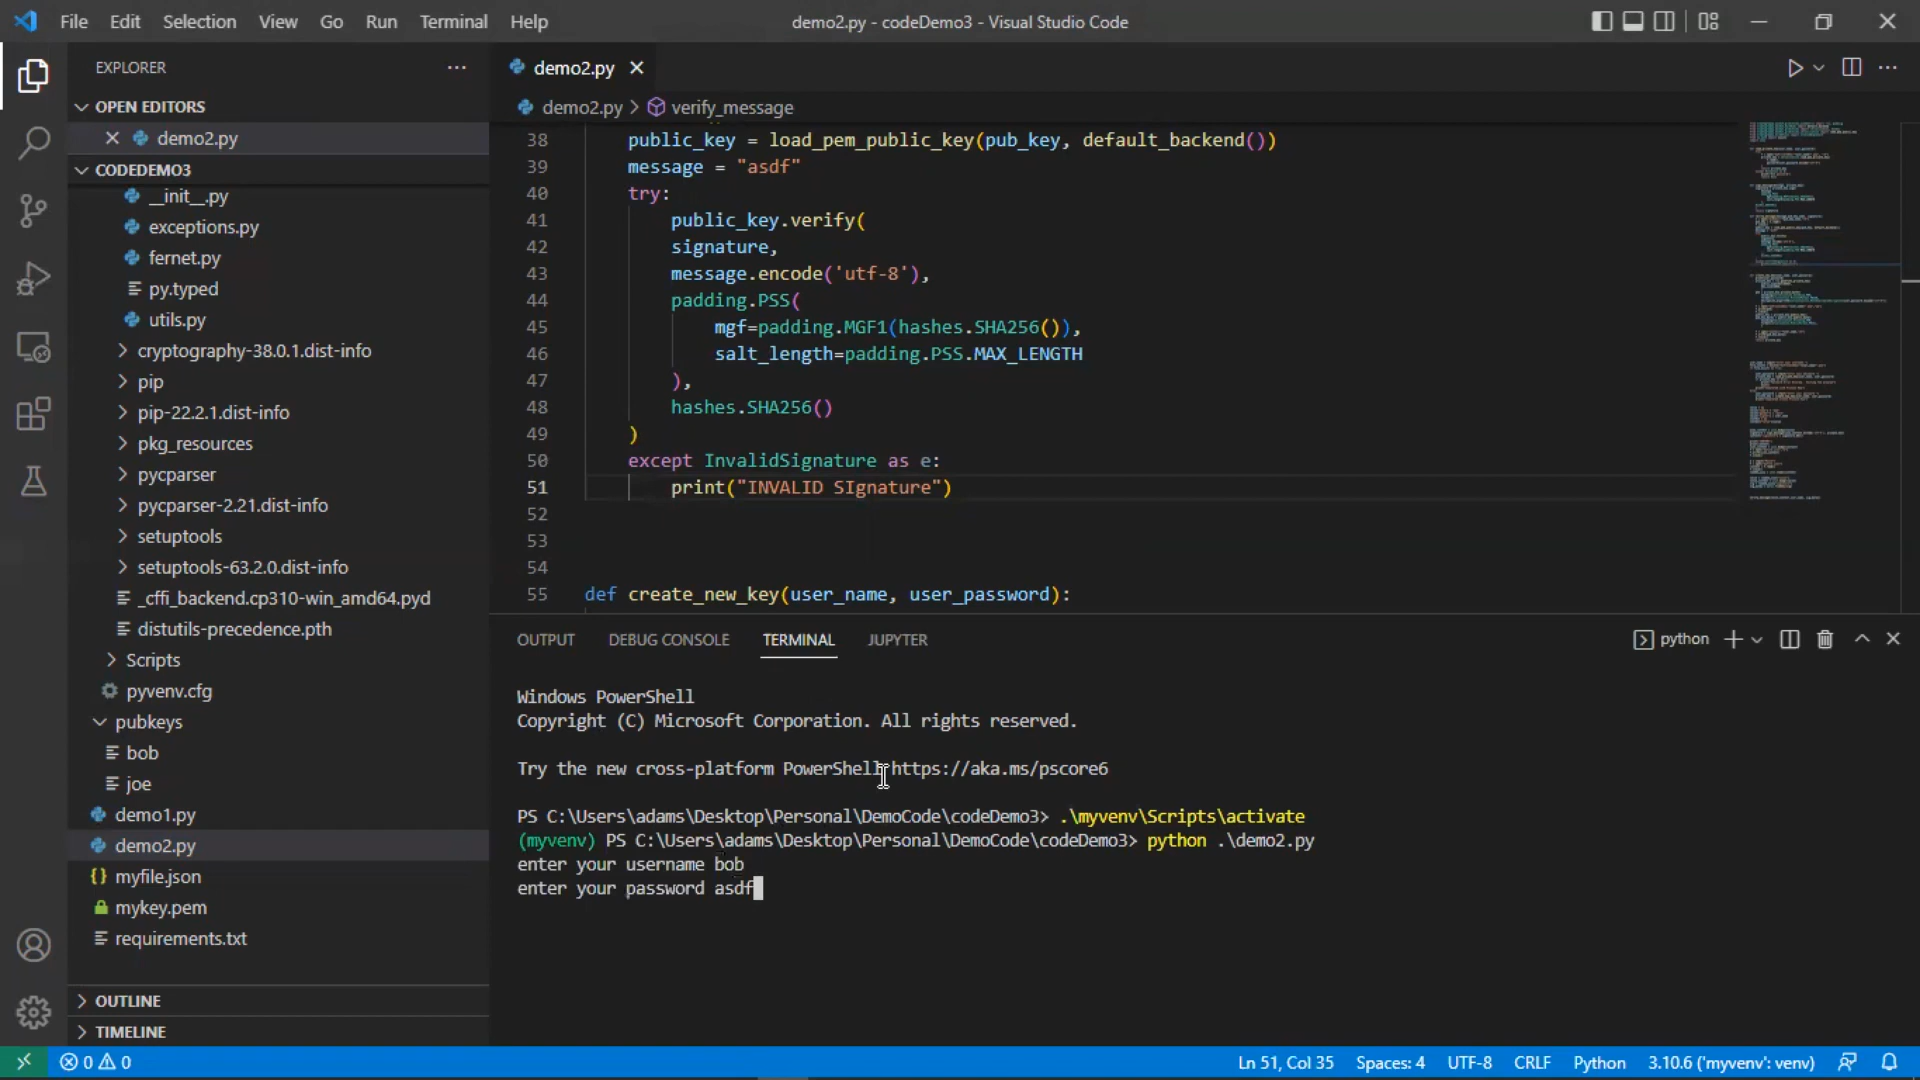 File Edit Selection View Go Run Terminal Help
demo2.py - codeDemo3 - Visual Studio Code
EXPLORER
OPEN EDITORS
demo2.py
CODEDEMO3
__init__.py
exceptions.py
fernet.py
py.typed
utils.py
cryptography-38.0.1.dist-info
pip
pip-22.2.1.dist-info
pkg_resources
pycparser
pycparser-2.21.dist-info
setuptools
setuptools-63.2.0.dist-info
_cffi_backend.cp310-win_amd64.pyd
distutils-precedence.pth
Scripts
pyvenv.cfg
pubkeys
bob
joe
demo1.py
demo2.py
myfile.json
mykey.pem
requirements.txt
OUTLINE
TIMELINE
demo2.py
demo2.py > verify_message
38 public_key = load_pem_public_key(pub_key, default_backend())
39 message = "asdf"
40 try:
41 public_key.verify(
42 signature,
43 message.encode('utf-8'),
44 padding.PSS(
45 mgf=padding.MGF1(hashes.SHA256()),
46 salt_length=padding.PSS.MAX_LENGTH
47 ),
48 hashes.SHA256()
49 )
50 except InvalidSignature as e:
51 print("INVALID SIgnature")
52
53
54
55 def create_new_key(user_name, user_password):
OUTPUT DEBUG CONSOLE TERMINAL JUPYTER
python
Windows PowerShell
Copyright (C) Microsoft Corporation. All rights reserved.
Try the new cross-platform PowerShell https://aka.ms/pscore6
PS C:\Users\adams\Desktop\Personal\DemoCode\codeDemo3> .\myvenv\Scripts\activate
(myvenv) PS C:\Users\adams\Desktop\Personal\DemoCode\codeDemo3> python .\demo2.py
enter your username bob
enter your password asdf
0 0
Ln 51, Col 35 Spaces: 4 UTF-8 CRLF Python 3.10.6 ('myvenv': venv)